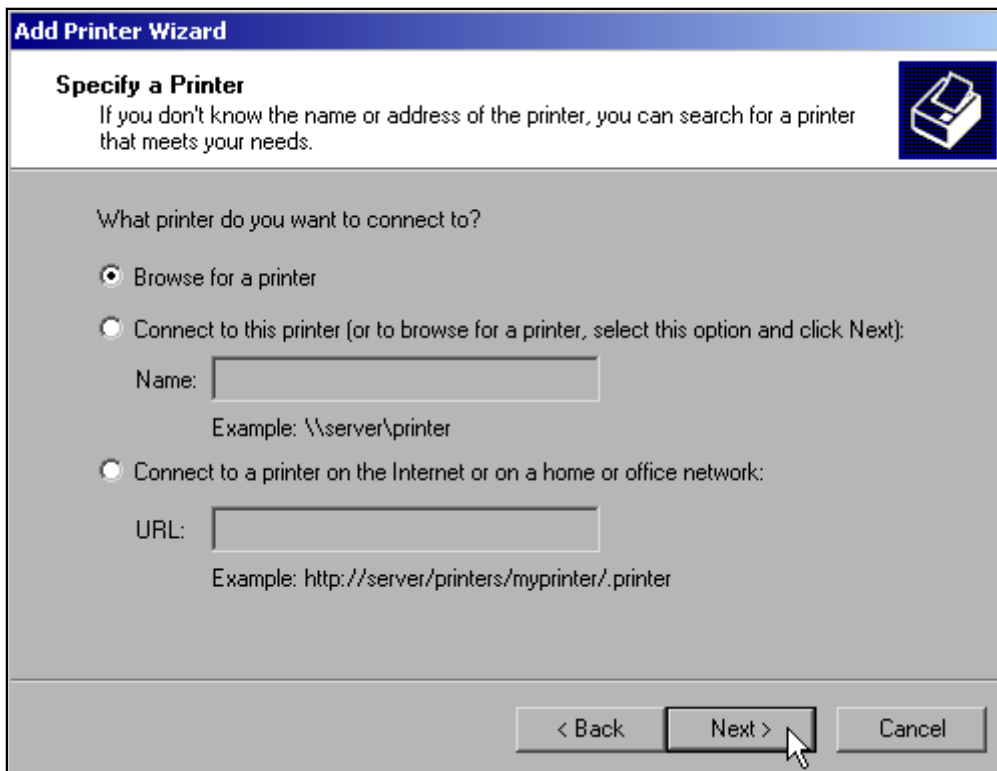 Add Printer Wizard
Specify a Printer
If you don't know the name or address of the printer, you can search for a printer
that meets your needs.
What printer do you want to connect to?
Browse for a printer
Connect to this printer (or to browse for a printer, select this option and click Next):
Name:
Example: \\server\printer
Connect to a printer on the Internet or on a home or office network:
URL:
Example: http://server/printers/myprinter/.printer
< Back Next > Cancel